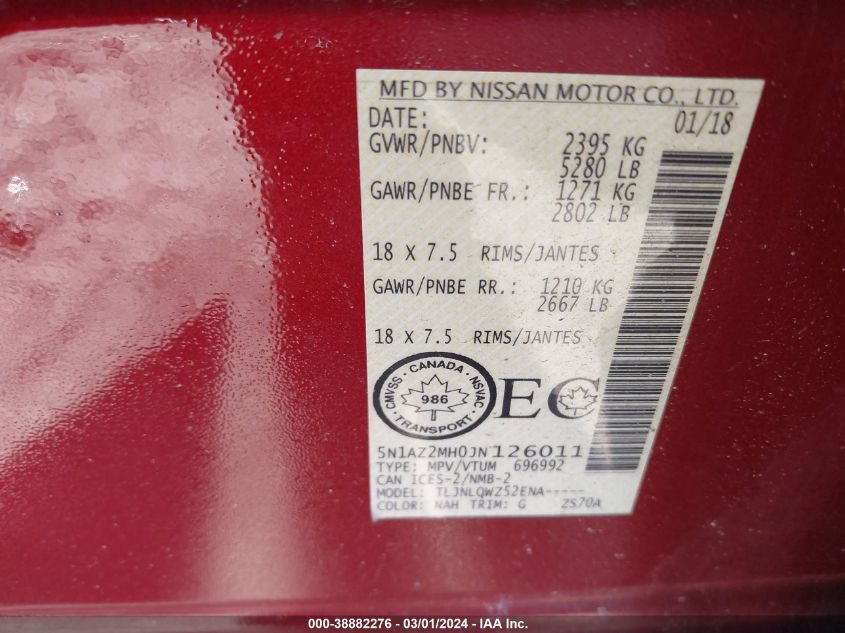 MFD BY NISSAN MOTOR CO., LTD.
DATE: 01/18
GVWR/PNBV: 2395 KG
5280 LB
GAWR/PNBE FR.: 1271 KG
2802 LB
18 X 7.5 RIMS/JANTES
GAWR/PNBE RR.: 1210 KG
2667 LB
18 X 7.5 RIMS/JANTES
CANADA
CMVSS NSVAC
986
TRANSPORT
EC
5N1AZ2MH0JN126011
TYPE: MPV/VTUM 696992
CAN ICES-2/NMB-2
MODEL: TLJNLQWZ52ENA-----
COLOR: NAH TRIM: G ZS70A
000-38882276 - 03/01/2024 - IAA Inc.